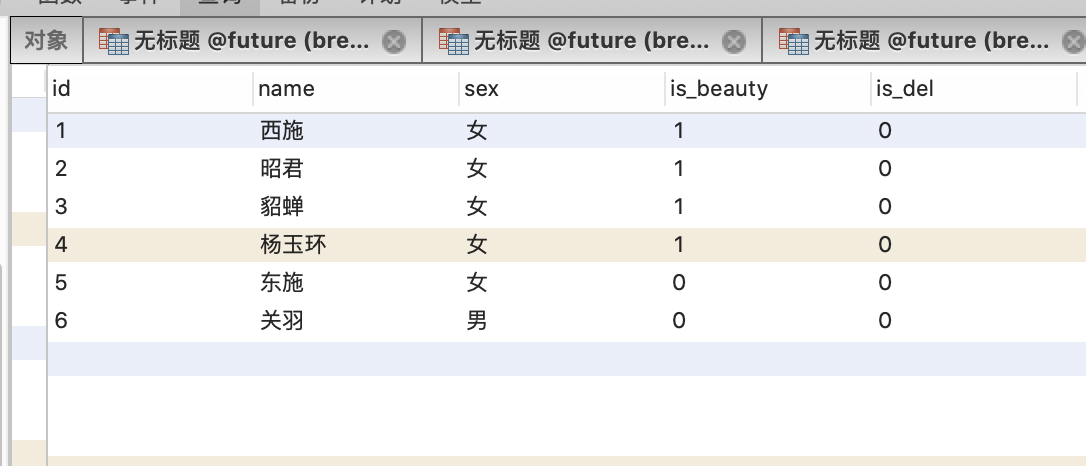 查询
对象 无标题 @future (bre... 无标题 @future (bre... 无标题 @future (bre...
id name sex is_beauty is_del
1 西施 女 1 0
2 昭君 女 1 0
3 貂蝉 女 1 0
4 杨玉环 女 1 0
5 东施 女 0 0
6 关羽 男 0 0